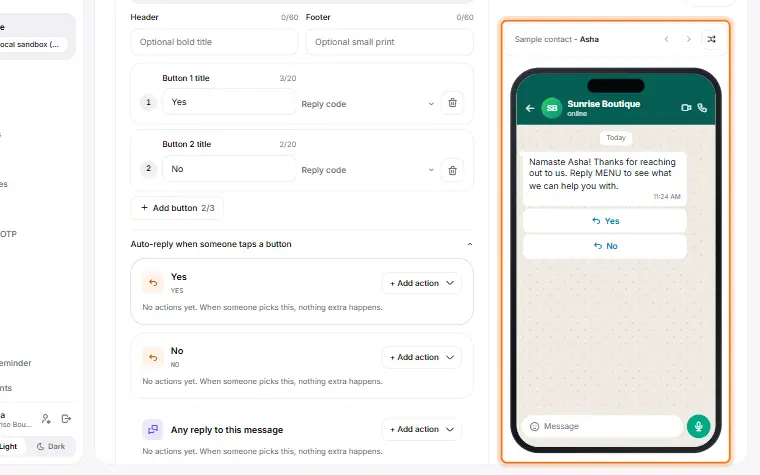 Header 0/60 Footer 0/60
Optional bold title Optional small print
Button 1 title 3/20
1 Yes Reply code
Button 2 title 2/20
2 No Reply code
+ Add button 2/3
Auto-reply when someone taps a button
Yes
YES
+ Add action
No actions yet. When someone picks this, nothing extra happens.
No
NO
+ Add action
No actions yet. When someone picks this, nothing extra happens.
Any reply to this message
+ Add action
No actions yet. When someone picks this, nothing extra happens.
Sample contact - Asha
SB Sunrise Boutique
online
Today
Namaste Asha! Thanks for reaching
out to us. Reply MENU to see what
we can help you with.
11:24 AM
Yes
No
Message
ocal sandbox (...
OTP
eminder
nts
rise Bou...
Light Dark